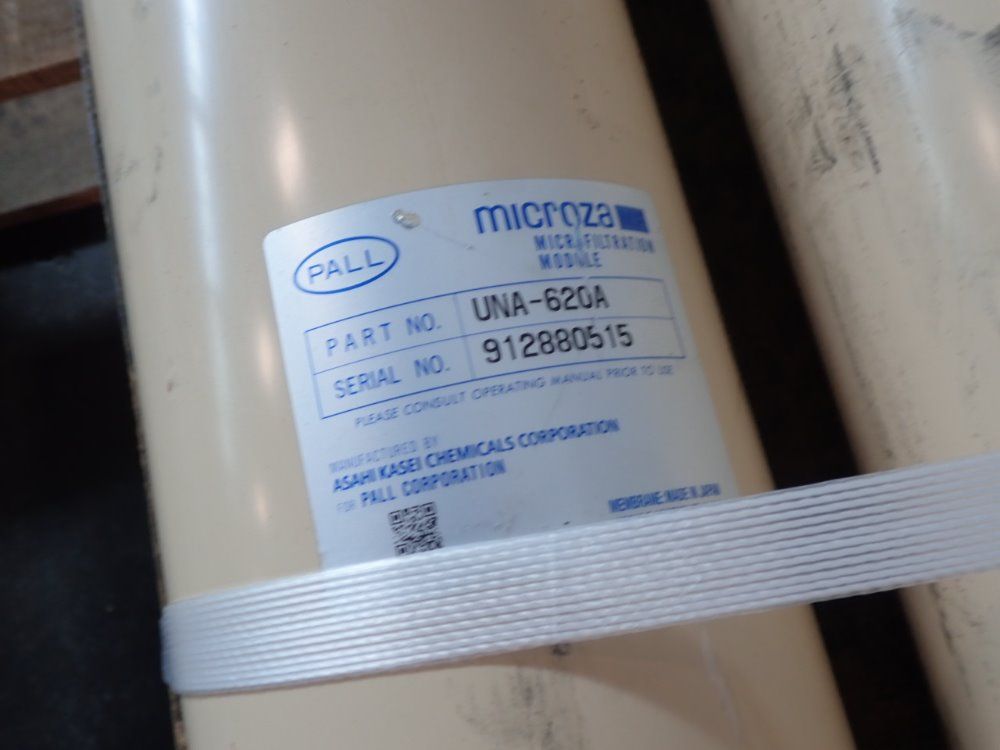 PALL
microza
MICROFILTRATION
MODULE
PART NO. UNA-620A
SERIAL NO. 912880515
PLEASE CONSULT OPERATING MANUAL PRIOR TO USE
MANUFACTURED BY
ASAHI KASEI CHEMICALS CORPORATION
FOR PALL CORPORATION
MEMBRANE: MADE IN JAPAN